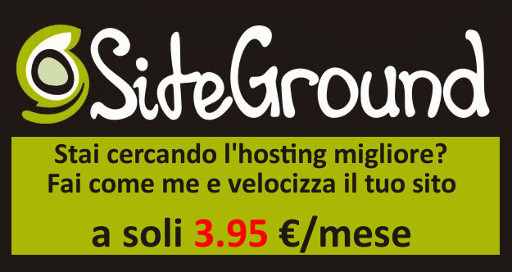 SiteGround
Stai cercando l'hosting migliore?
Fai come me e velocizza il tuo sito
a soli 3.95 €/mese